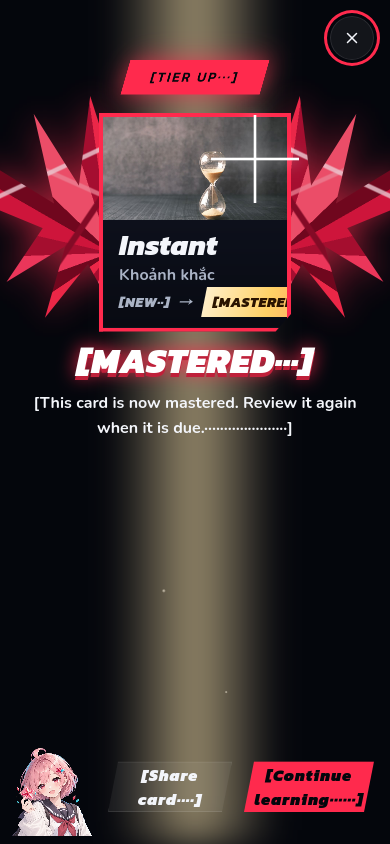 [TIER UP···]
Instant
Khoảnh khắc
[NEW··] → [MASTERE
[MASTERED···]
[This card is now mastered. Review it again
when it is due.·····················]
[Share
card····]
[Continue
learning······]